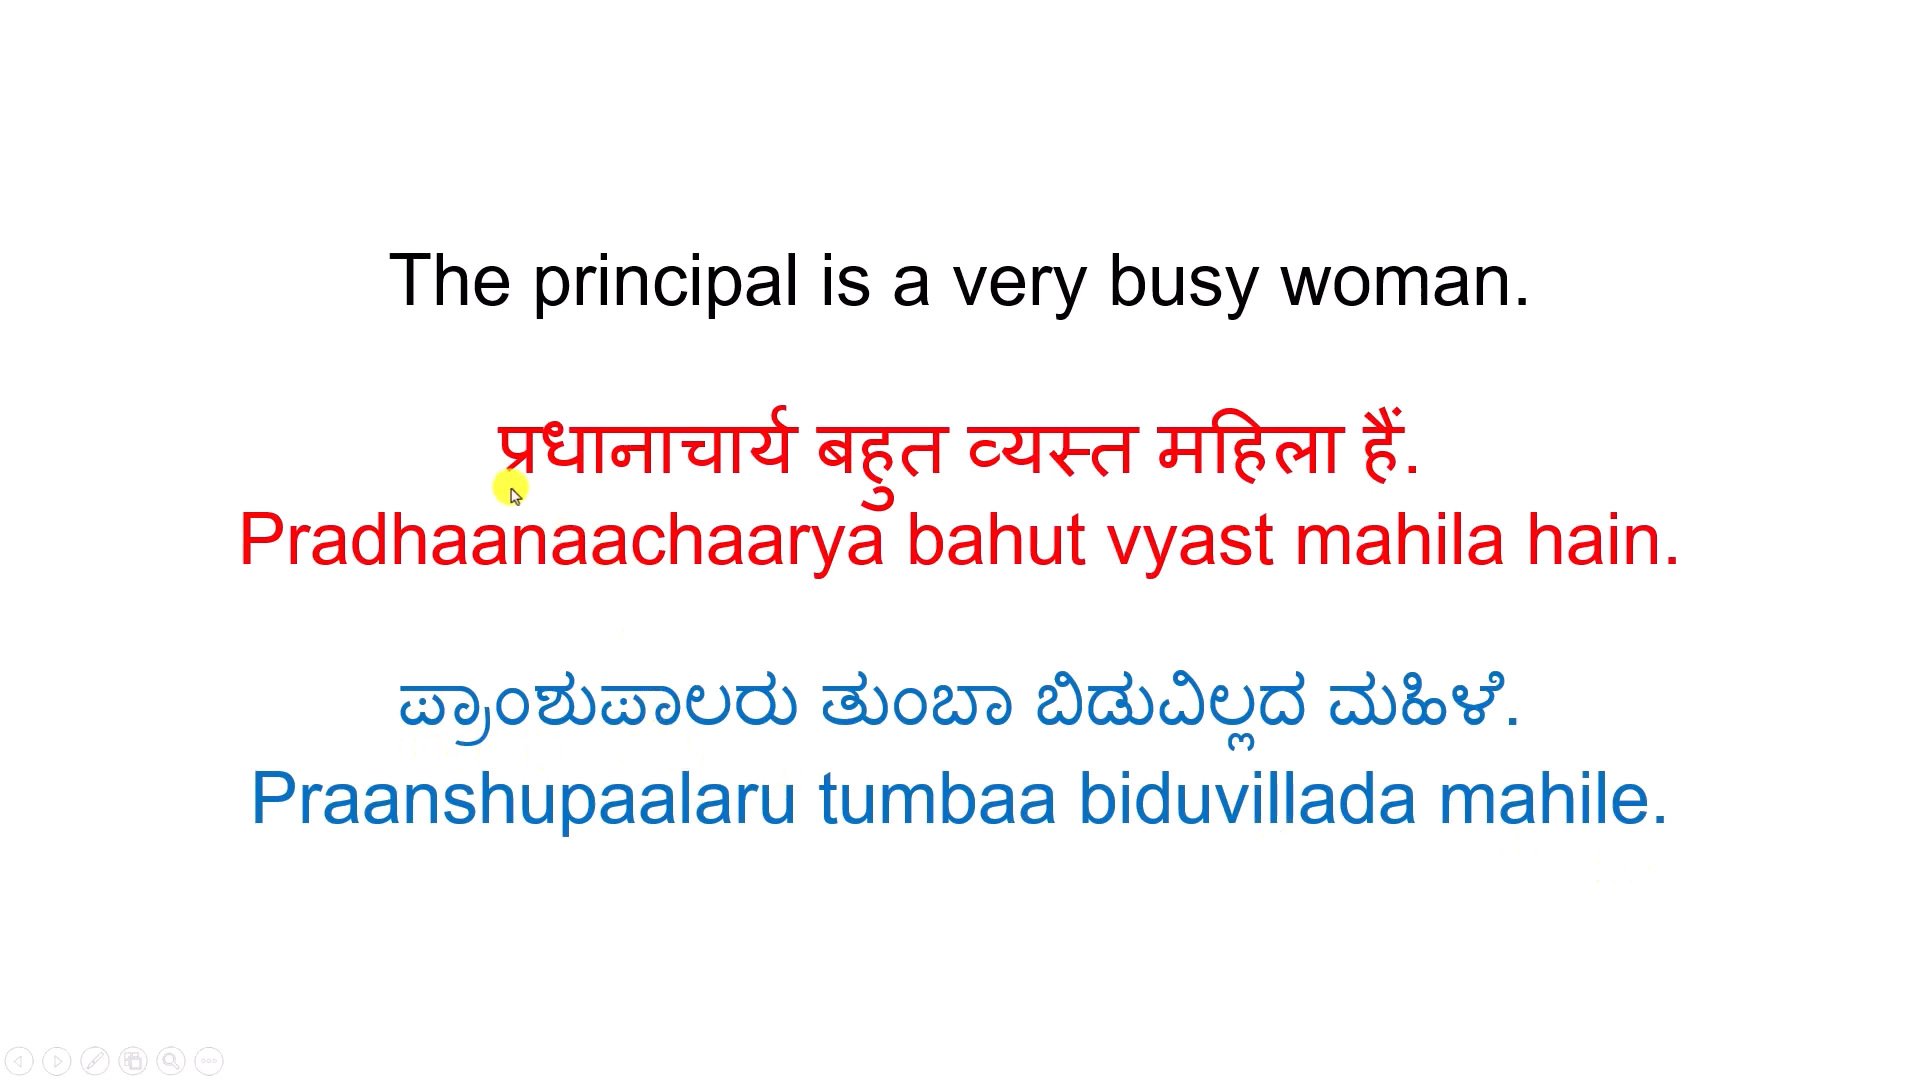 The principal is a very busy woman.
प्रधानाचार्य बहुत व्यस्त महिला हैं.
Pradhaanaachaarya bahut vyast mahila hain.
ಪ್ರಾಂಶುಪಾಲರು ತುಂಬಾ ಬಿಡುವಿಲ್ಲದ ಮಹಿಳೆ.
Praanshupaalaru tumbaa biduvillada mahile.